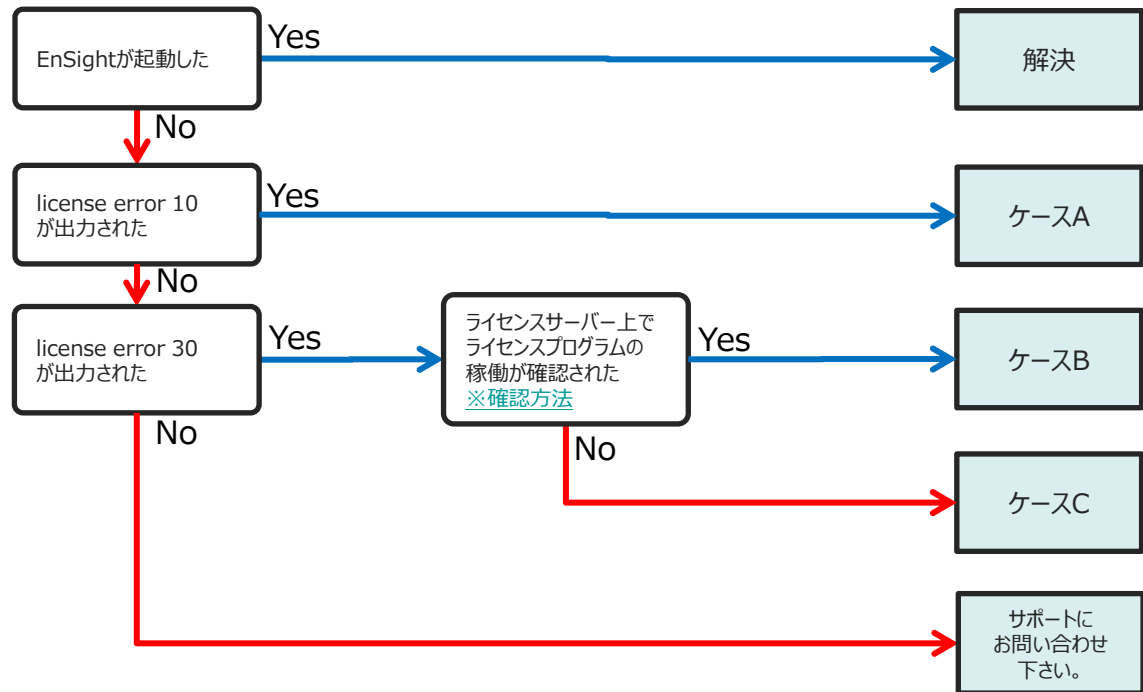 EnSightが起動した
Yes
解決
No
license error 10
が出力された
Yes
ケースA
No
license error 30
が出力された
Yes
ライセンスサーバー上で
ライセンスプログラムの
稼働が確認された
※確認方法
Yes
ケースB
No
No
ケースC
サポートに
お問い合わせ
下さい。